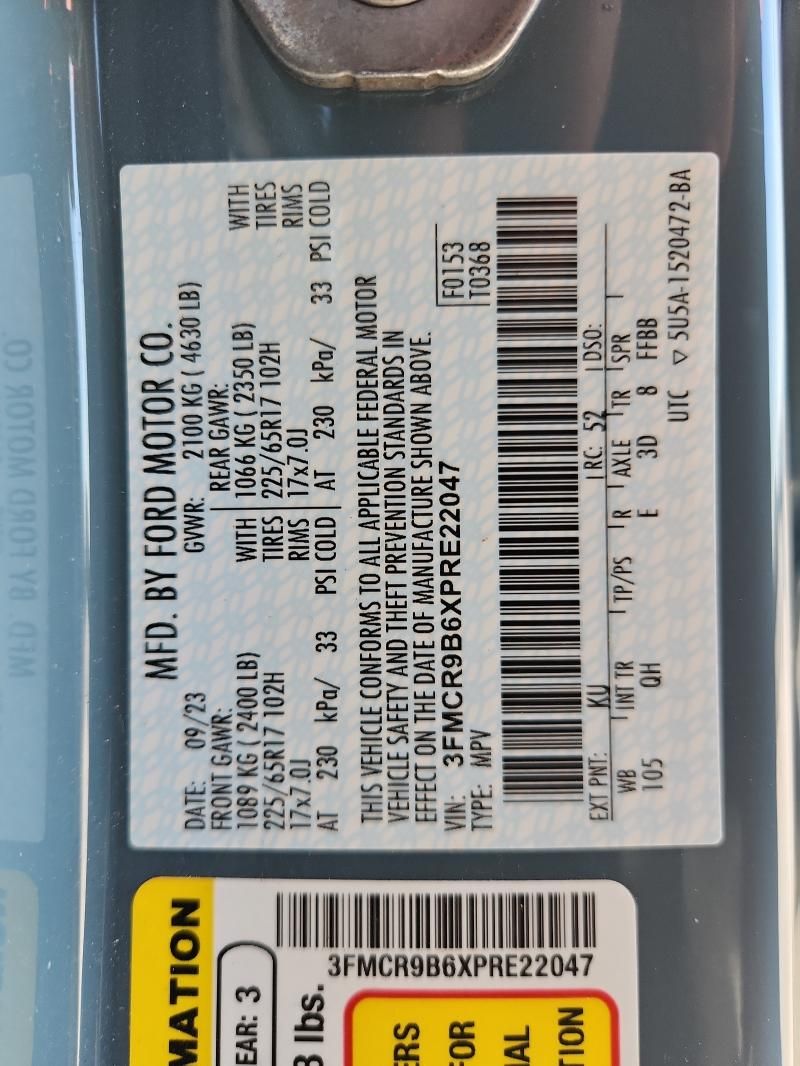 MFD. BY FORD MOTOR CO.
DATE: 09/23 GVWR: 2100 KG ( 4630 LB)
FRONT GAWR: REAR GAWR:
1089 KG ( 2400 LB) WITH 1066 KG ( 2350 LB) WITH
225/65R17 102H TIRES 225/65R17 102H TIRES
17x7.0J RIMS 17x7.0J RIMS
AT 230 kPa/ 33 PSI COLD AT 230 kPa/ 33 PSI COLD
THIS VEHICLE CONFORMS TO ALL APPLICABLE FEDERAL MOTOR
VEHICLE SAFETY AND THEFT PREVENTION STANDARDS IN
EFFECT ON THE DATE OF MANUFACTURE SHOWN ABOVE.
VIN: 3FMCR9B6XPRE22047 F0153
TYPE: MPV T0368
EXT PNT: KU RC: 52 DSO:
WB INT TR TP/PS R AXLE TR SPR
105 QH E 3D 8 FFBB
UTC ▽ 5U5A-1520472-BA
MATION
EAR: 3
3FMCR9B6XPRE22047
lbs.
ERS
FOR
IAL
TION